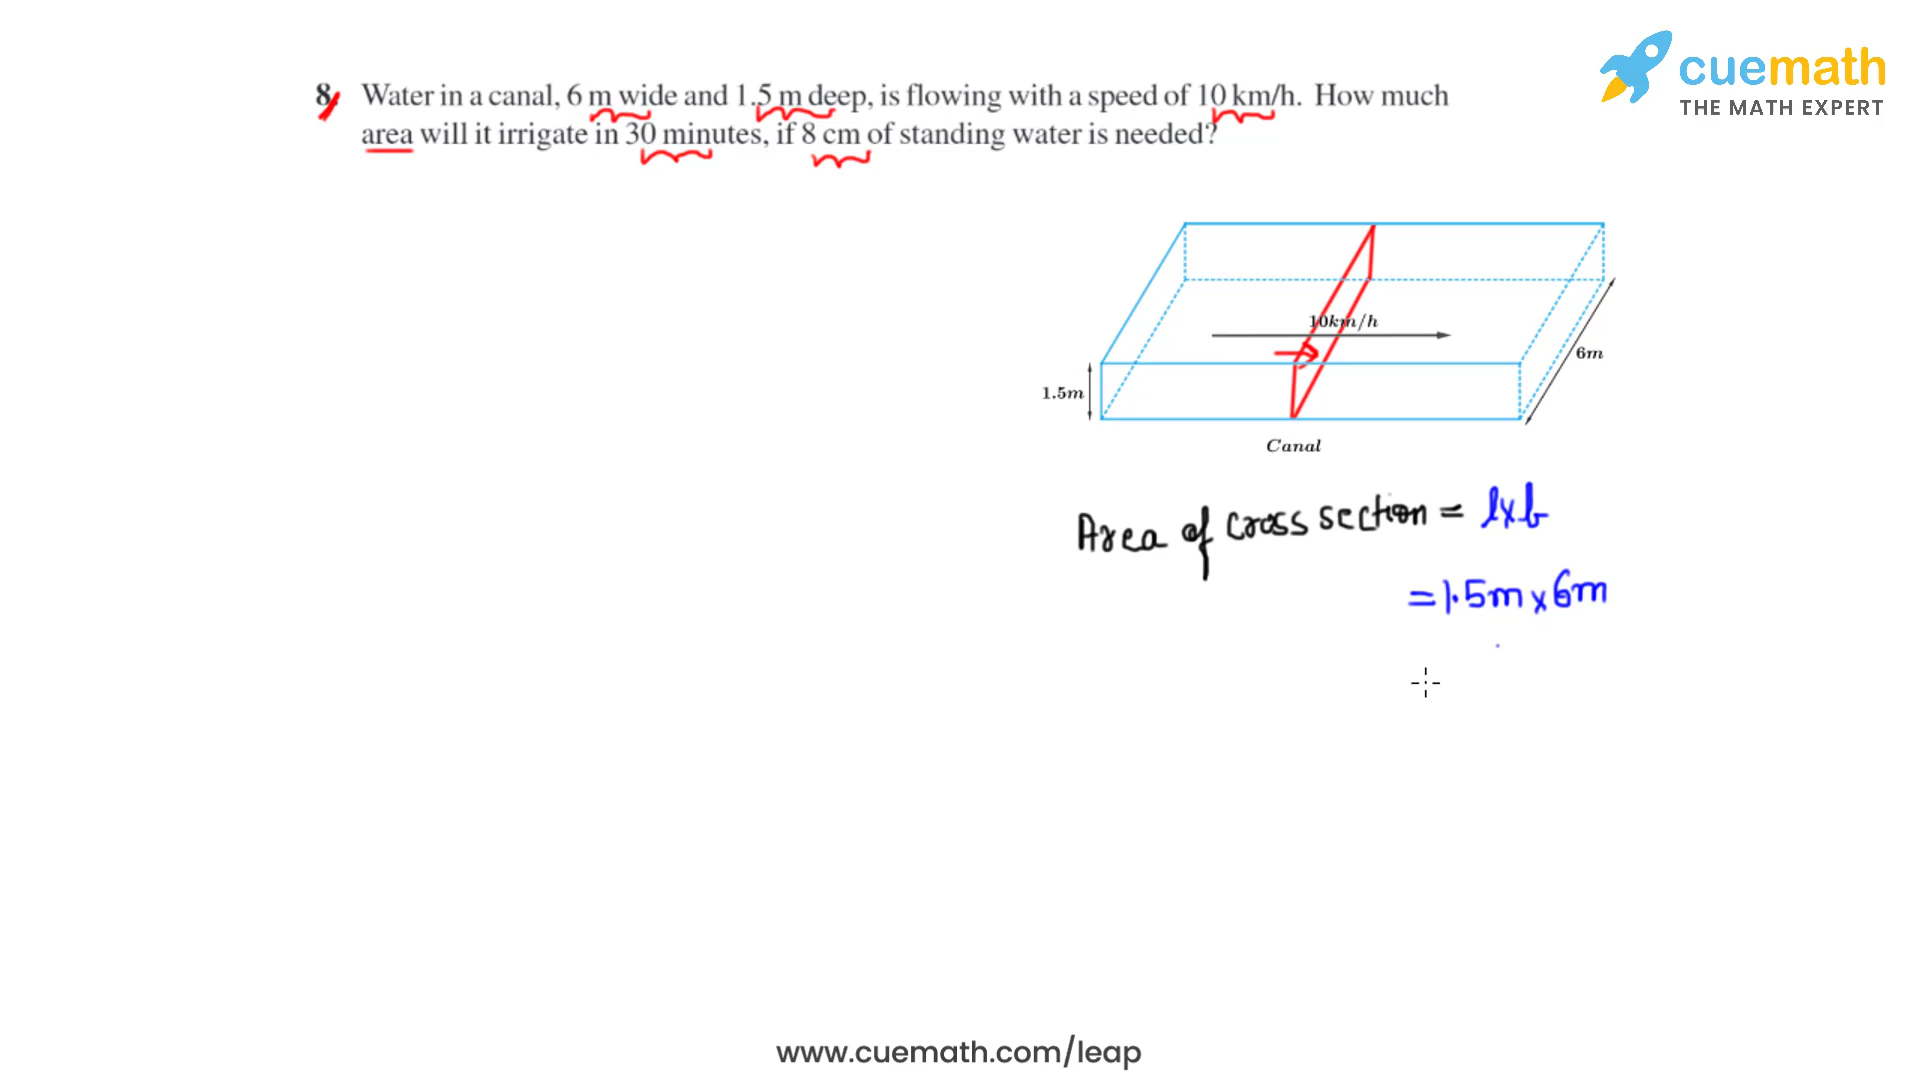 cuemath
THE MATH EXPERT
8. Water in a canal, 6 m wide and 1.5 m deep, is flowing with a speed of 10 km/h. How much
area will it irrigate in 30 minutes, if 8 cm of standing water is needed?
10km/h
6m
1.5m
Canal
Area of cross section = l×b
= 1.5m × 6m
www.cuemath.com/leap